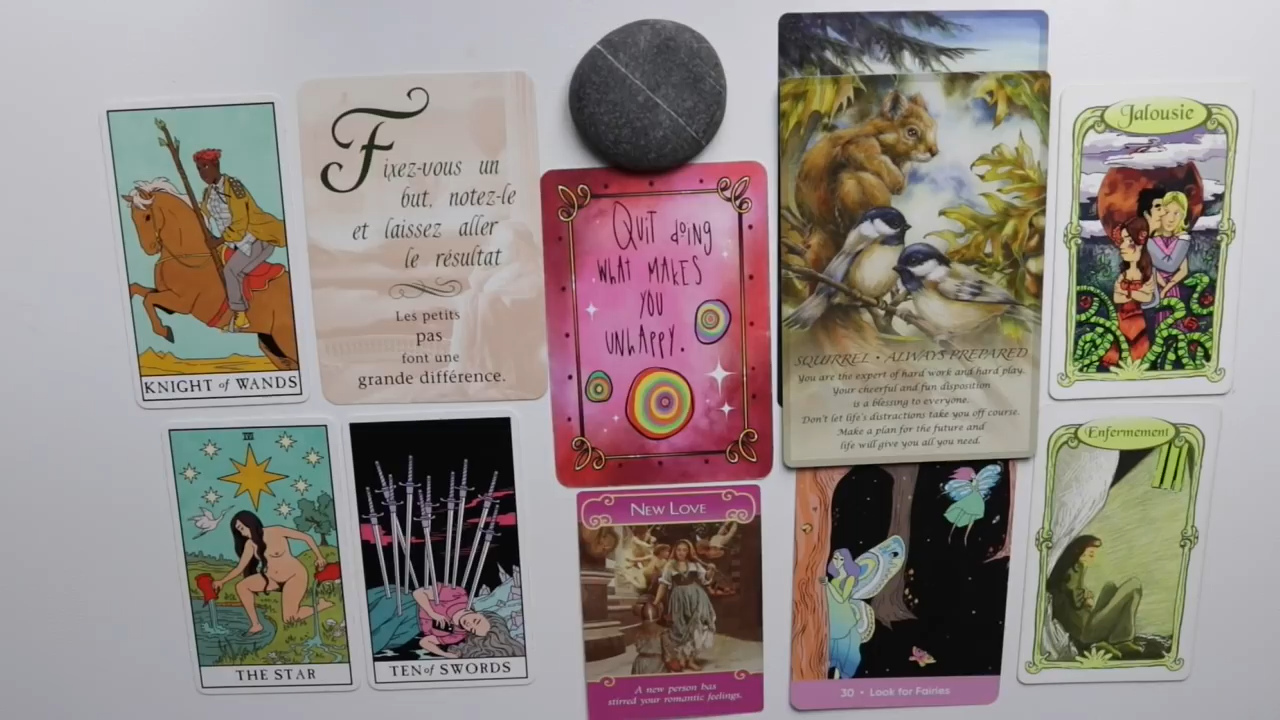 KNIGHT of WANDS
Fixez-vous un
but, notez-le
et laissez aller
le résultat
Les petits
pas
font une
grande différence.
QUIT doING
WHAT MAKES
YOU
UNHAPPY.
SQUIRREL • ALWAYS PREPARED
You are the expert of hard work and hard play.
Your cheerful and fun disposition
is a blessing to everyone.
Don't let life's distractions take you off course.
Make a plan for the future and
life will give you all you need.
Jalousie
THE STAR
TEN of SWORDS
NEW LOVE
A new person has
stirred your romantic feelings.
30 • Look for Fairies
Enfermement